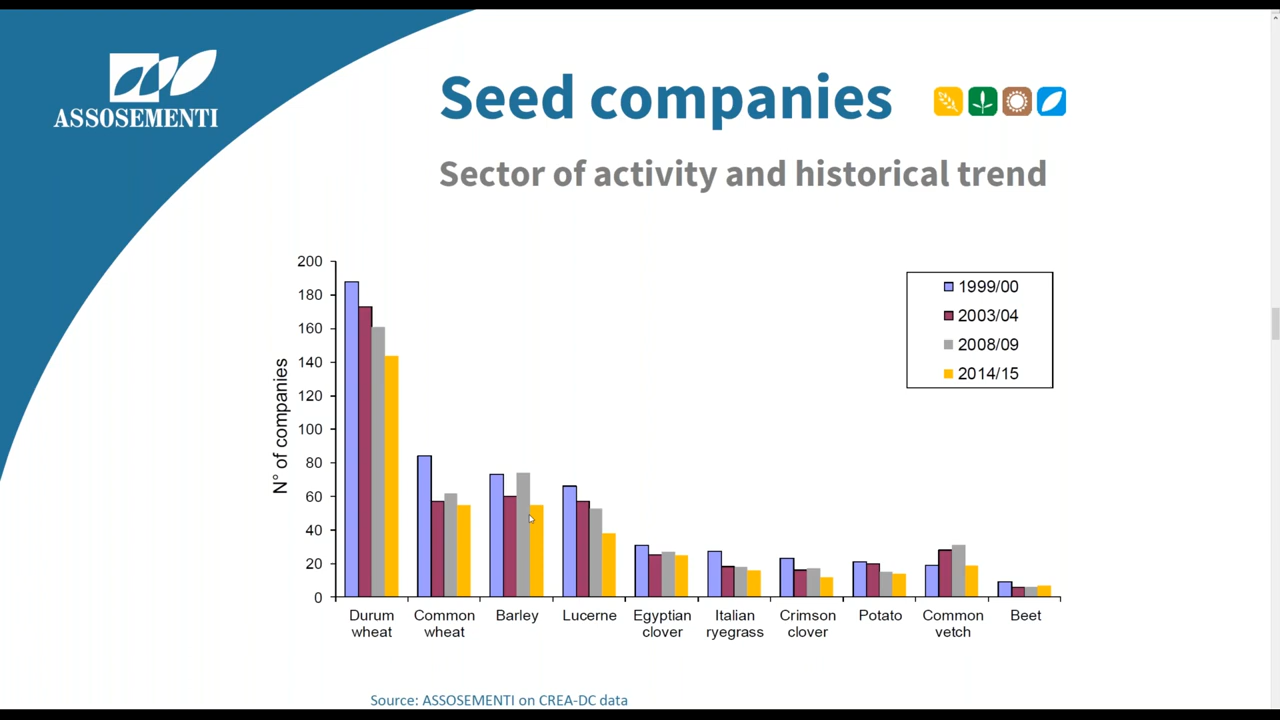 ASSOSEMENTI
Seed companies
Sector of activity and historical trend
N° of companies
200
180
160
140
120
100
80
60
40
20
0
1999/00
2003/04
2008/09
2014/15
Durum
wheat
Common
wheat
Barley
Lucerne
Egyptian
clover
Italian
ryegrass
Crimson
clover
Potato
Common
vetch
Beet
Source: ASSOSEMENTI on CREA-DC data